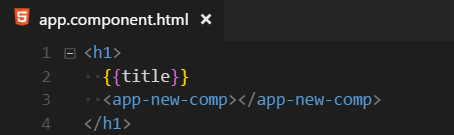 app.component.html ×
1 <h1>
2 {{title}}
3 <app-new-comp></app-new-comp>
4 </h1>